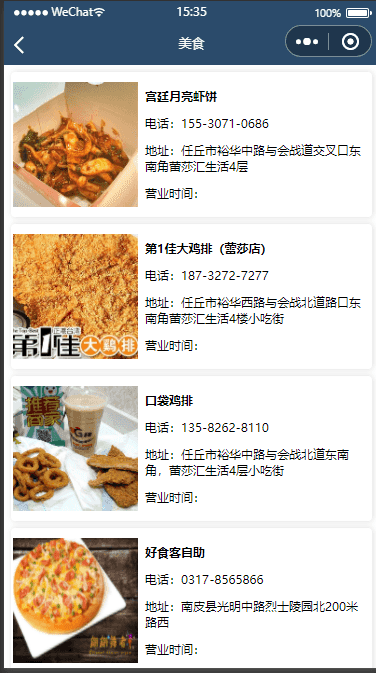 WeChat
15:35
100%
美食
宫廷月亮虾饼
电话：155-3071-0686
地址：任丘市裕华中路与会战道交叉口东
南角蕾莎汇生活4层
营业时间：
第1佳大鸡排（蕾莎店）
电话：187-3272-7277
地址：任丘市裕华西路与会战北道路口东
南角蕾莎汇生活4楼小吃街
营业时间：
第1佳大鸡排
口袋鸡排
电话：135-8262-8110
地址：任丘市裕华中路与会战北道东南
角，蕾莎汇生活4层小吃街
营业时间：
好食客自助
电话：0317-8565866
地址：南皮县光明中路烈士陵园北200米
路西
营业时间：